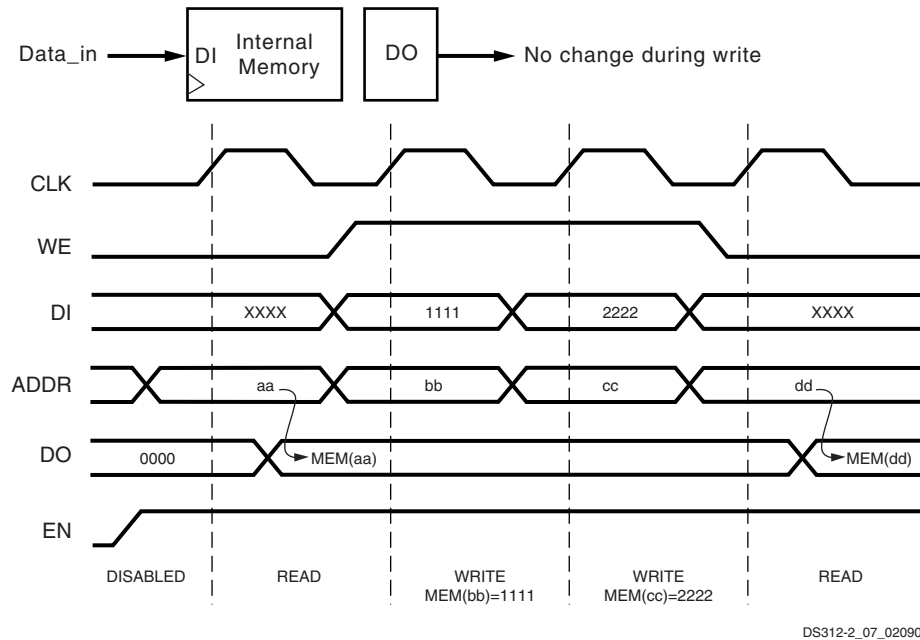 Data_in
DI
Internal
Memory
DO
No change during write
CLK
WE
DI
XXXX
1111
2222
XXXX
ADDR
aa
bb
cc
dd
DO
0000
MEM(aa)
MEM(dd)
EN
DISABLED
READ
WRITE
MEM(bb)=1111
WRITE
MEM(cc)=2222
READ
DS312-2_07_02090